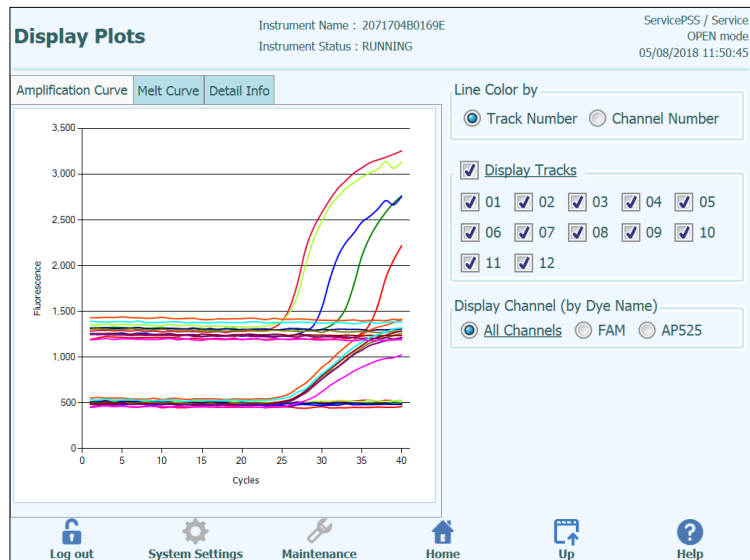 Display Plots
Instrument Name : 2071704B0169E
Instrument Status : RUNNING
ServicePSS / Service
OPEN mode
05/08/2018 11:50:45
Amplification Curve
Melt Curve
Detail Info
3,500
3,000
2,500
2,000
1,500
1,000
500
0
Fluorescence
0 5 10 15 20 25 30 35 40
Cycles
Line Color by
Track Number Channel Number
Display Tracks
01 02 03 04 05
06 07 08 09 10
11 12
Display Channel (by Dye Name)
All Channels FAM AP525
Log out
System Settings
Maintenance
Home
Up
Help